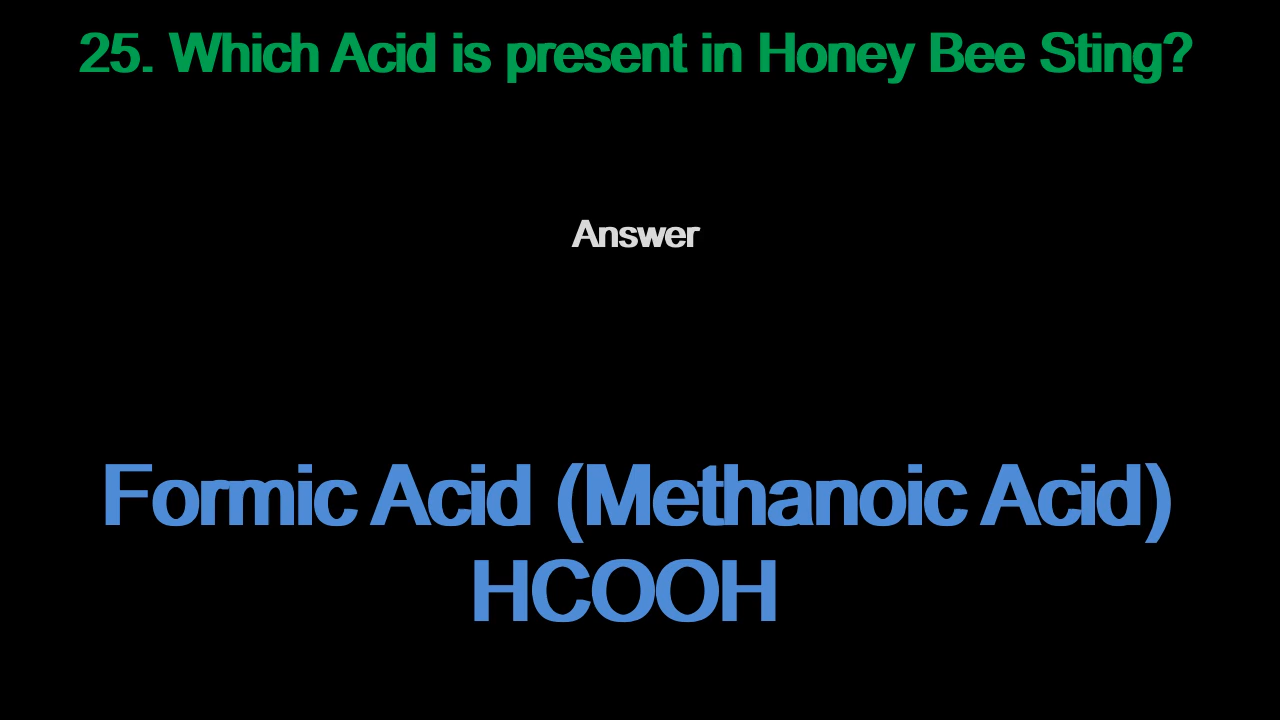 25. Which Acid is present in Honey Bee Sting?
Answer
Formic Acid (Methanoic Acid)
HCOOH